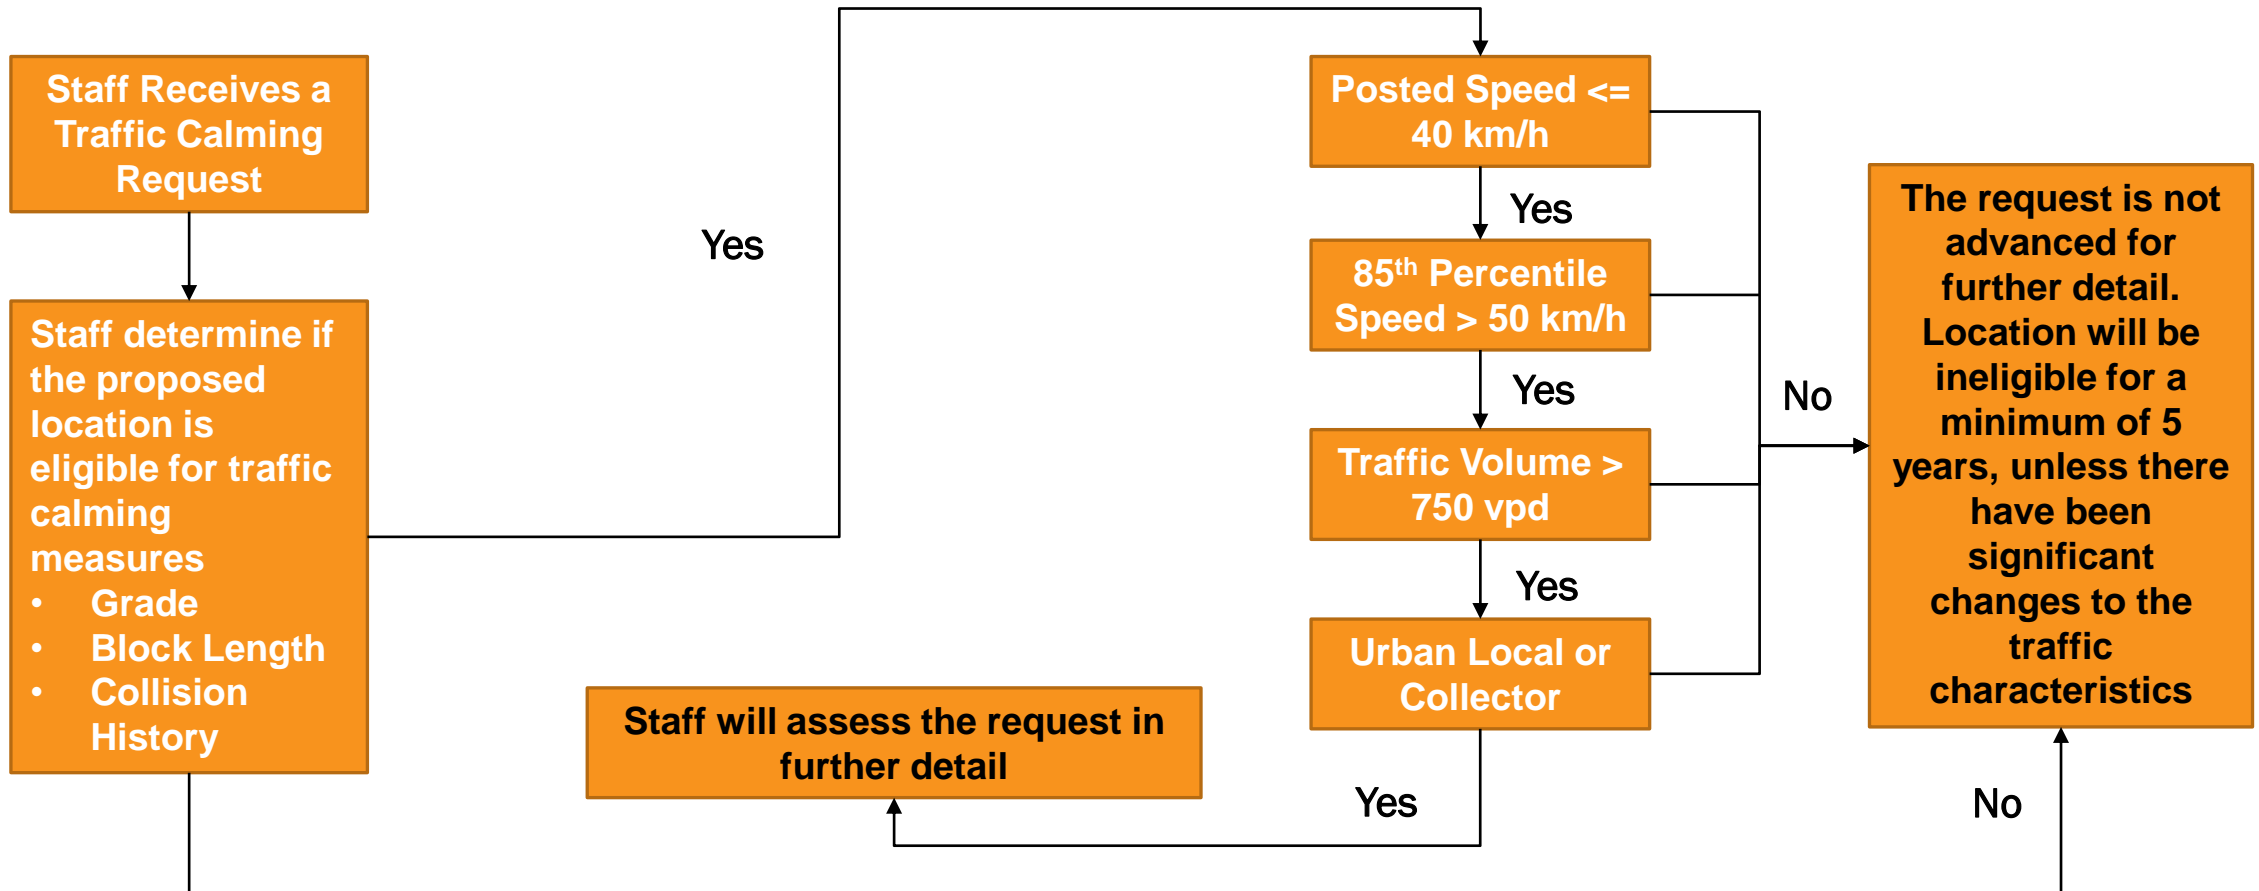 Staff Receives a
Traffic Calming
Request
Staff determine if
the proposed
location is
eligible for traffic
calming
measures
• Grade
• Block Length
• Collision
History
Yes
Posted Speed <=
40 km/h
Yes
85th Percentile
Speed > 50 km/h
Yes
Traffic Volume >
750 vpd
Yes
Urban Local or
Collector
Yes
Staff will assess the request in
further detail
No
The request is not
advanced for
further detail.
Location will be
ineligible for a
minimum of 5
years, unless there
have been
significant
changes to the
traffic
characteristics
No